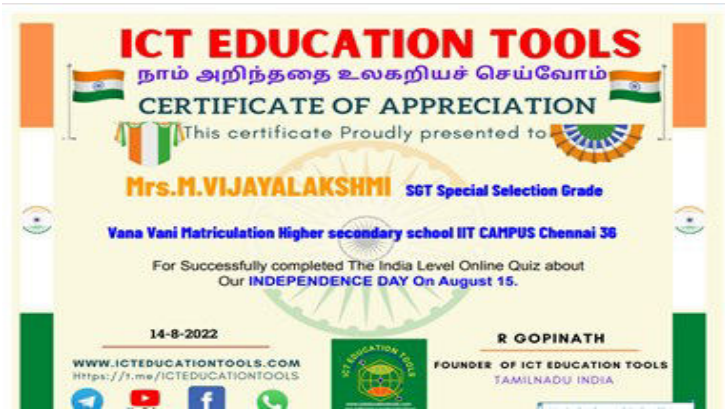 ICT EDUCATION TOOLS
நாம் அறிந்ததை உலகறியச் செய்வோம்
CERTIFICATE OF APPRECIATION
This certificate Proudly presented to
Mrs.M.VIJAYALAKSHMI SGT Special Selection Grade
Vana Vani Matriculation Higher secondary school IIT CAMPUS Chennai 36
For Successfully completed The India Level Online Quiz about
Our INDEPENDENCE DAY On August 15.
14-8-2022
R GOPINATH
WWW.ICTEDUCATIONTOOLS.COM
FOUNDER OF ICT EDUCATION TOOLS
Https://t.me/ICTEDUCATIONTOOLS
TAMILNADU INDIA
ICT EDUCATION TOOLS